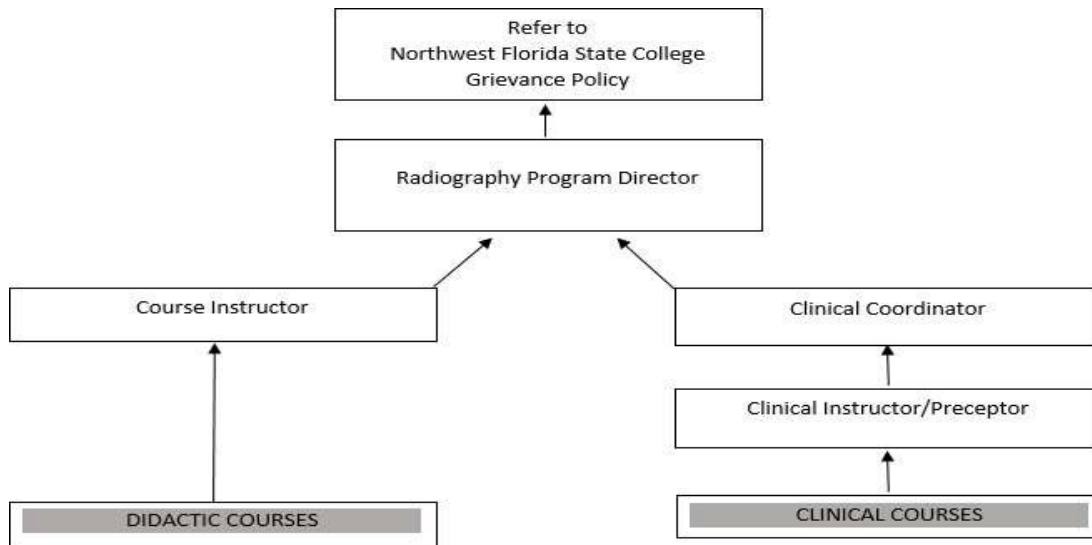 Refer to
Northwest Florida State College
Grievance Policy
Radiography Program Director
Course Instructor
Clinical Coordinator
Clinical Instructor/Preceptor
DIDACTIC COURSES
CLINICAL COURSES